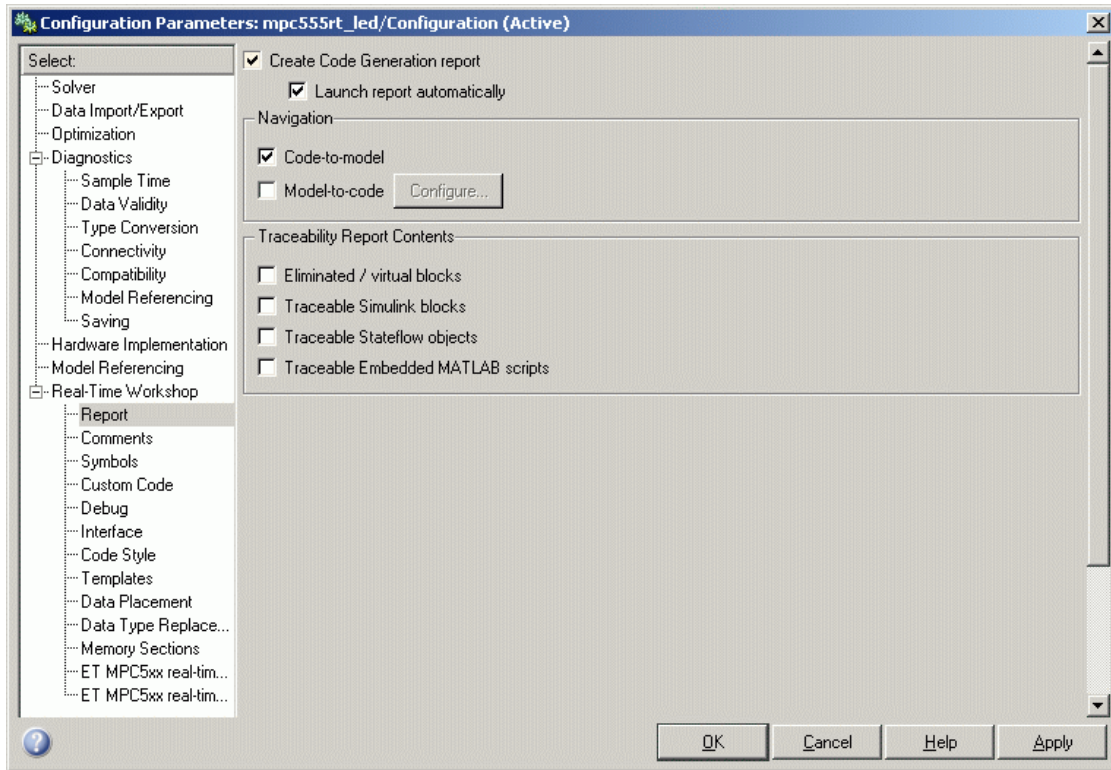 Configuration Parameters: mpc555rt_led/Configuration (Active)
Select:
Solver
Data Import/Export
Optimization
Diagnostics
Sample Time
Data Validity
Type Conversion
Connectivity
Compatibility
Model Referencing
Saving
Hardware Implementation
Model Referencing
Real-Time Workshop
Report
Comments
Symbols
Custom Code
Debug
Interface
Code Style
Templates
Data Placement
Data Type Replace...
Memory Sections
ET MPC5xx real-tim...
ET MPC5xx real-tim...
Create Code Generation report
Launch report automatically
Navigation
Code-to-model
Model-to-code Configure...
Traceability Report Contents
Eliminated / virtual blocks
Traceable Simulink blocks
Traceable Stateflow objects
Traceable Embedded MATLAB scripts
OK Cancel Help Apply